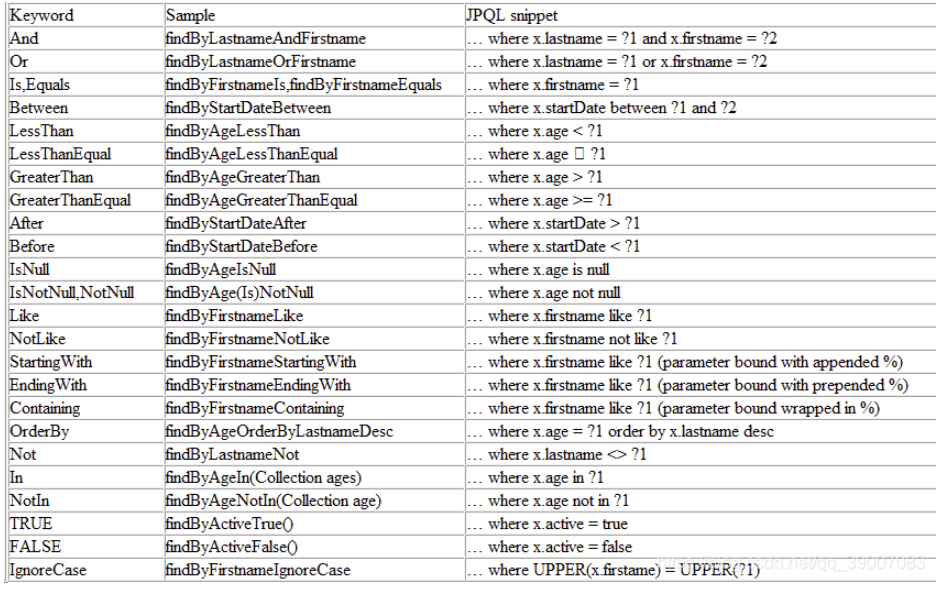 Keyword Sample JPQL snippet
And findByLastnameAndFirstname … where x.lastname = ?1 and x.firstname = ?2
Or findByLastnameOrFirstname … where x.lastname = ?1 or x.firstname = ?2
Is,Equals findByFirstnameIs,findByFirstnameEquals … where x.firstname = ?1
Between findByStartDateBetween … where x.startDate between ?1 and ?2
LessThan findByAgeLessThan … where x.age < ?1
LessThanEqual findByAgeLessThanEqual … where x.age □ ?1
GreaterThan findByAgeGreaterThan … where x.age > ?1
GreaterThanEqual findByAgeGreaterThanEqual … where x.age >= ?1
After findByStartDateAfter … where x.startDate > ?1
Before findByStartDateBefore … where x.startDate < ?1
IsNull findByAgeIsNull … where x.age is null
IsNotNull,NotNull findByAge(Is)NotNull … where x.age not null
Like findByFirstnameLike … where x.firstname like ?1
NotLike findByFirstnameNotLike … where x.firstname not like ?1
StartingWith findByFirstnameStartingWith … where x.firstname like ?1 (parameter bound with appended %)
EndingWith findByFirstnameEndingWith … where x.firstname like ?1 (parameter bound with prepended %)
Containing findByFirstnameContaining … where x.firstname like ?1 (parameter bound wrapped in %)
OrderBy findByAgeOrderByLastnameDesc … where x.age = ?1 order by x.lastname desc
Not findByLastnameNot … where x.lastname <> ?1
In findByAgeIn(Collection ages) … where x.age in ?1
NotIn findByAgeNotIn(Collection age) … where x.age not in ?1
TRUE findByActiveTrue() … where x.active = true
FALSE findByActiveFalse() … where x.active = false
IgnoreCase findByFirstnameIgnoreCase … where UPPER(x.firstame) = UPPER(?1)